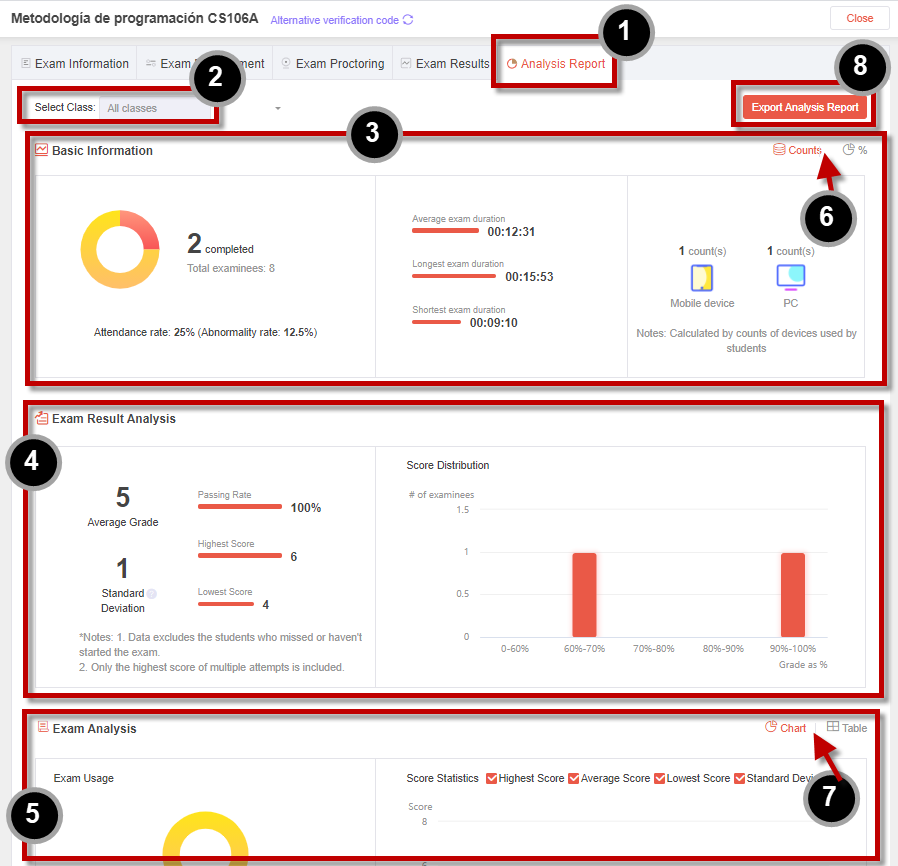 Metodología de programación CS106A Alternative verification code Close
1
Exam Information Exam ment Exam Proctoring Exam Results Analysis Report
2
8
Select Class: All classes Export Analysis Report
3
Basic Information Counts %
6
2 completed
Total examinees: 8
Attendance rate: 25% (Abnormality rate: 12.5%)
Average exam duration
00:12:31
Longest exam duration
00:15:53
Shortest exam duration
00:09:10
1 count(s) 1 count(s)
Mobile device PC
Notes: Calculated by counts of devices used by
students
4
Exam Result Analysis
5
Average Grade
1
Standard
Deviation
Passing Rate
100%
Highest Score
6
Lowest Score
4
*Notes: 1. Data excludes the students who missed or haven't
started the exam.
2. Only the highest score of multiple attempts is included.
Score Distribution
# of examinees
1.5
1
0.5
0
0-60% 60%-70% 70%-80% 80%-90% 90%-100%
Grade as %
5
Exam Analysis Chart Table
7
Exam Usage
Score Statistics Highest Score Average Score Lowest Score Standard Devi
Score
8